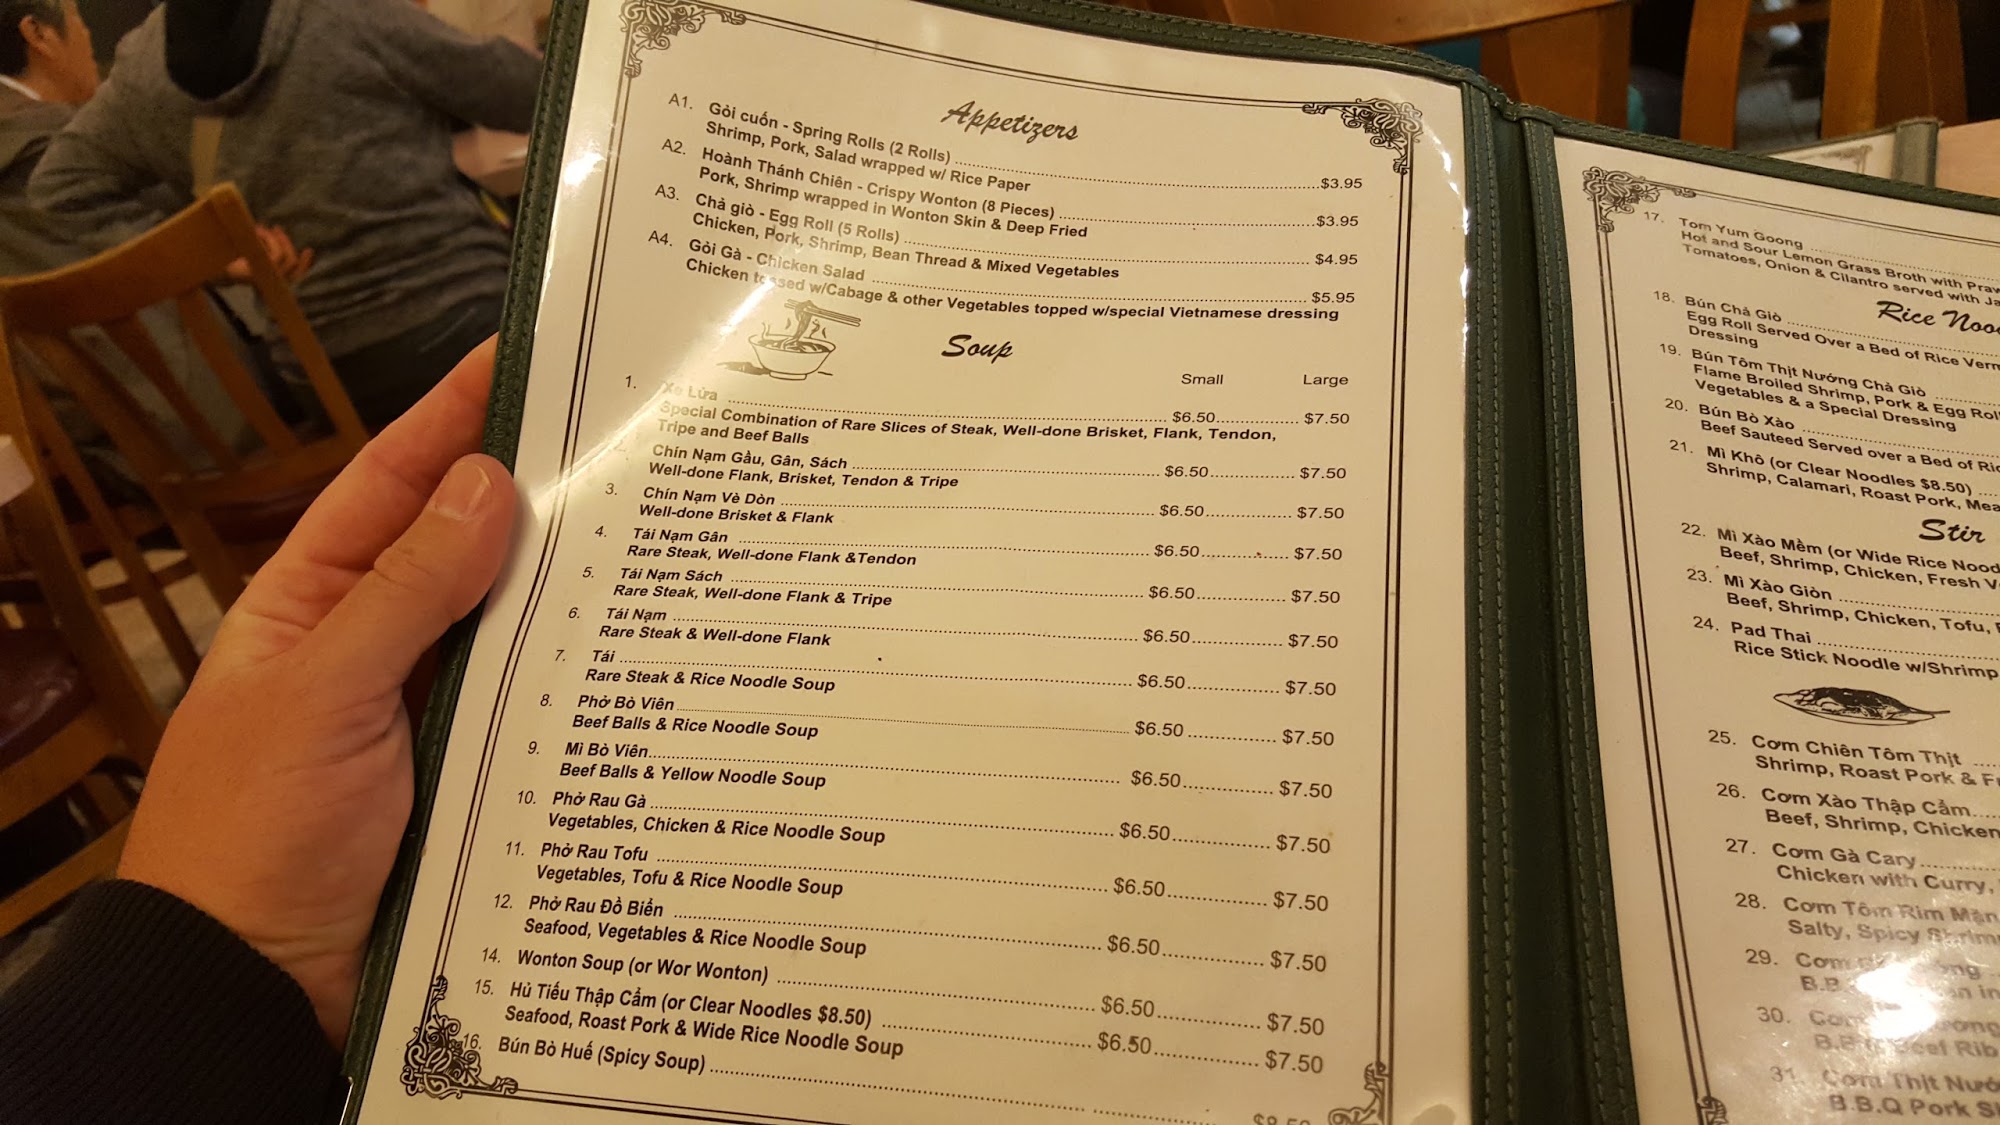 Appetizers
A1. Gỏi cuốn - Spring Rolls (2 Rolls) ........ $3.95
Shrimp, Pork, Salad wrapped w/ Rice Paper
A2. Hoành Thánh Chiên - Crispy Wonton (8 Pieces) ........ $3.95
Pork, Shrimp wrapped in Wonton Skin & Deep Fried
A3. Chả giò - Egg Roll (5 Rolls) ........ $4.95
Chicken, Pork, Shrimp, Bean Thread & Mixed Vegetables
A4. Gỏi Gà - Chicken Salad ........ $5.95
Chicken tossed w/Cabage & other Vegetables topped w/special Vietnamese dressing
Soup
Small Large
1. Xe Lửa ........ $6.50 ........ $7.50
Special Combination of Rare Slices of Steak, Well-done Brisket, Flank, Tendon,
Tripe and Beef Balls
Chín Nạm Gầu, Gân, Sách ........ $6.50 ........ $7.50
Well-done Flank, Brisket, Tendon & Tripe
3. Chín Nạm Vè Dòn ........ $6.50 ........ $7.50
Well-done Brisket & Flank
4. Tái Nạm Gân ........ $6.50 ........ $7.50
Rare Steak, Well-done Flank &Tendon
5. Tái Nạm Sách ........ $6.50 ........ $7.50
Rare Steak, Well-done Flank & Tripe
6. Tái Nạm ........ $6.50 ........ $7.50
Rare Steak & Well-done Flank
7. Tái ........ $6.50 ........ $7.50
Rare Steak & Rice Noodle Soup
8. Phở Bò Viên ........ $6.50 ........ $7.50
Beef Balls & Rice Noodle Soup
9. Mì Bò Viên ........ $6.50 ........ $7.50
Beef Balls & Yellow Noodle Soup
10. Phở Rau Gà ........ $6.50 ........ $7.50
Vegetables, Chicken & Rice Noodle Soup
11. Phở Rau Tofu ........ $6.50 ........ $7.50
Vegetables, Tofu & Rice Noodle Soup
12. Phở Rau Đồ Biển ........ $6.50 ........ $7.50
Seafood, Vegetables & Rice Noodle Soup
14. Wonton Soup (or Wor Wonton) ........ $6.50 ........ $7.50
15. Hủ Tiếu Thập Cẩm (or Clear Noodles $8.50) ........ $6.50 ........ $7.50
Seafood, Roast Pork & Wide Rice Noodle Soup
16. Bún Bò Huế (Spicy Soup) ........
17. Tom Yum Goong ........
Hot and Sour Lemon Grass Broth with
Tomatoes, Onion & Cilantro served with
Rice
18. Bún Chả Giò ........
Egg Roll Served Over a Bed of Rice
Dressing
19. Bún Tôm Thịt Nướng Chả Giò ........
Flame Broiled Shrimp, Pork & Egg
Vegetables & a Special Dressing
20. Bún Bò Xào ........
Beef Sauteed Served over a Bed of
21. Mì Khô (or Clear Noodles $8.50) ........
Shrimp, Calamari, Roast Pork,
Stir
22. Mì Xào Mềm (or Wide Rice
Beef, Shrimp, Chicken, Fresh
23. Mì Xào Giòn ........
Beef, Shrimp, Chicken, Tofu,
24. Pad Thai ........
Rice Stick Noodle w/Shrimp
25. Cơm Chiên Tôm Thịt ........
Shrimp, Roast Pork &
26. Cơm Xào Thập Cẩm ........
Beef, Shrimp, Chicken
27. Cơm Gà Cary ........
Chicken with Curry,
28. Cơm Tôm Rim Mặn
Salty, Spicy
29. Cơm
30.
Beef Rib
31. Cơm Thịt
B.B.Q Pork